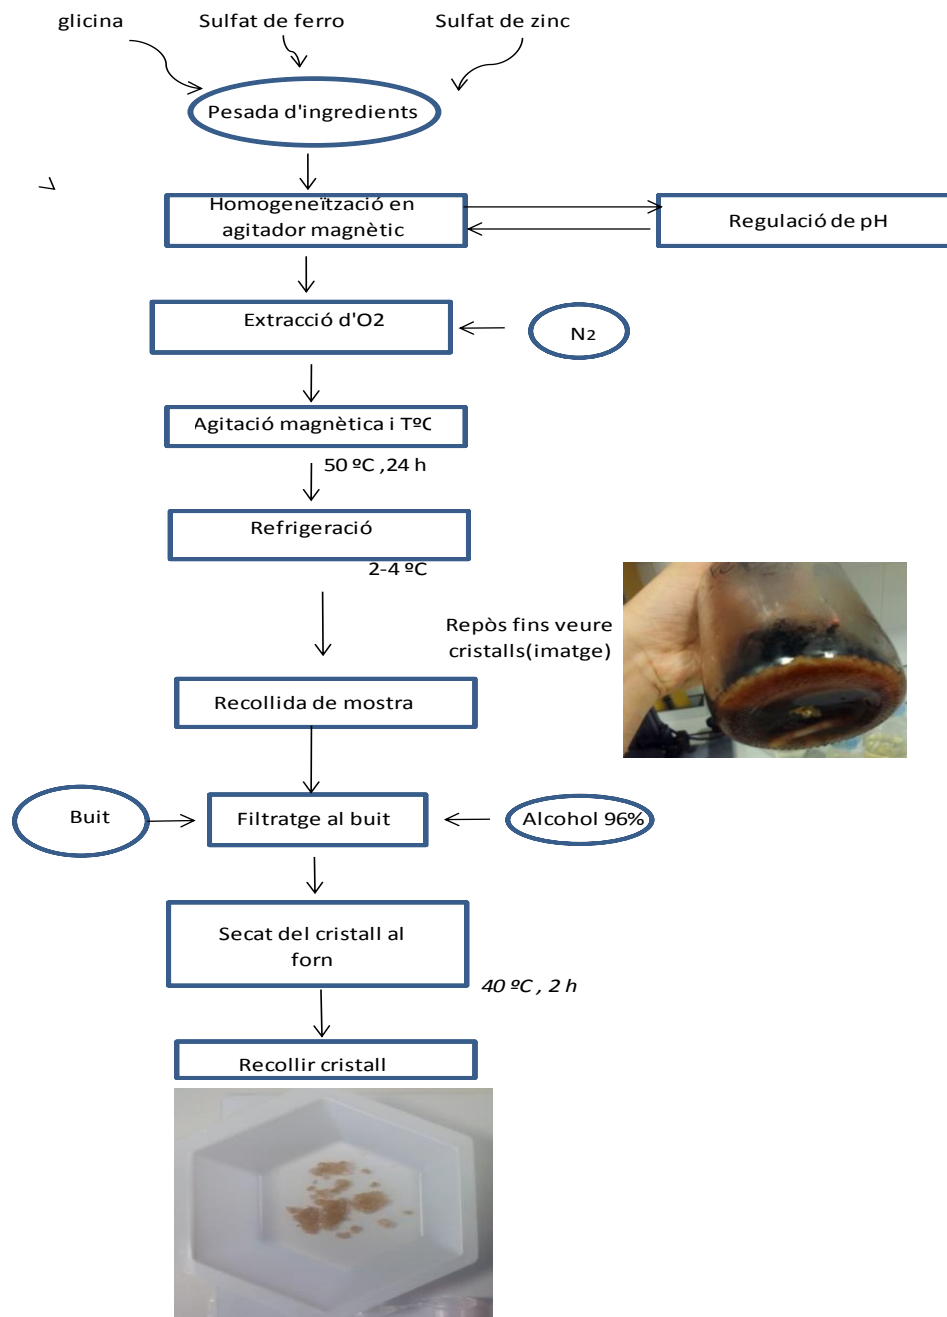 glicina
Sulfat de ferro
Sulfat de zinc
Pesada d'ingredients
Homogeneïtzació en
agitador magnètic
Regulació de pH
Extracció d'O2
N2
Agitació magnètica i TºC
50 ºC ,24 h
Refrigeració
2-4 ºC
Repòs fins veure
cristalls(imatge)
Recollida de mostra
Buit
Filtratge al buit
Alcohol 96%
Secat del cristall al
forn
40 ºC , 2 h
Recollir cristall